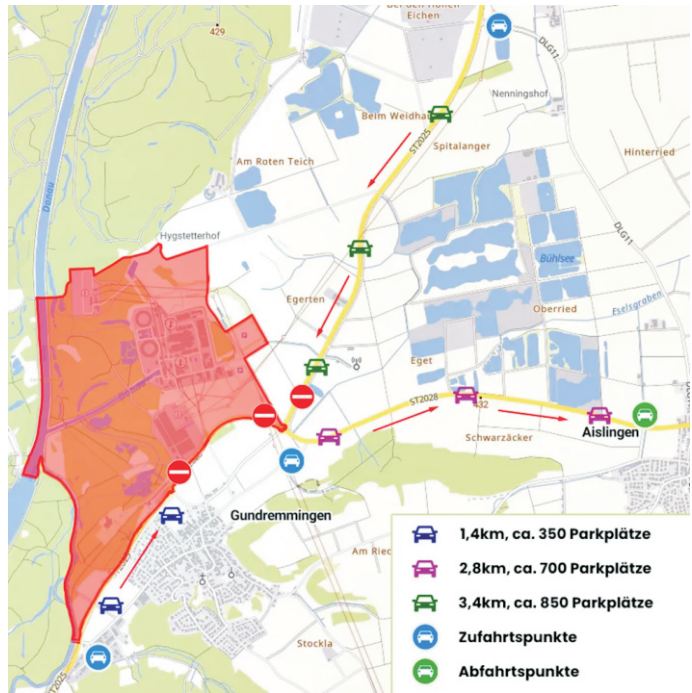 Bei den Hohen
Eichen
429
DLG11
Nenningshof
Beim Weidhau
ST2025
Spitalanger
Hinterried
Am Roten Teich
Donau
Hygstetterhof
DLG11
Bühlsee
Egerten
Oberried
Eselsgraben
Eget
ST2028
432
Schwarzäcker
Aislingen
Gundremmingen
Am Ried
Stockla
ST2025
1,4km, ca. 350 Parkplätze
2,8km, ca. 700 Parkplätze
3,4km, ca. 850 Parkplätze
Zufahrtspunkte
Abfahrtspunkte